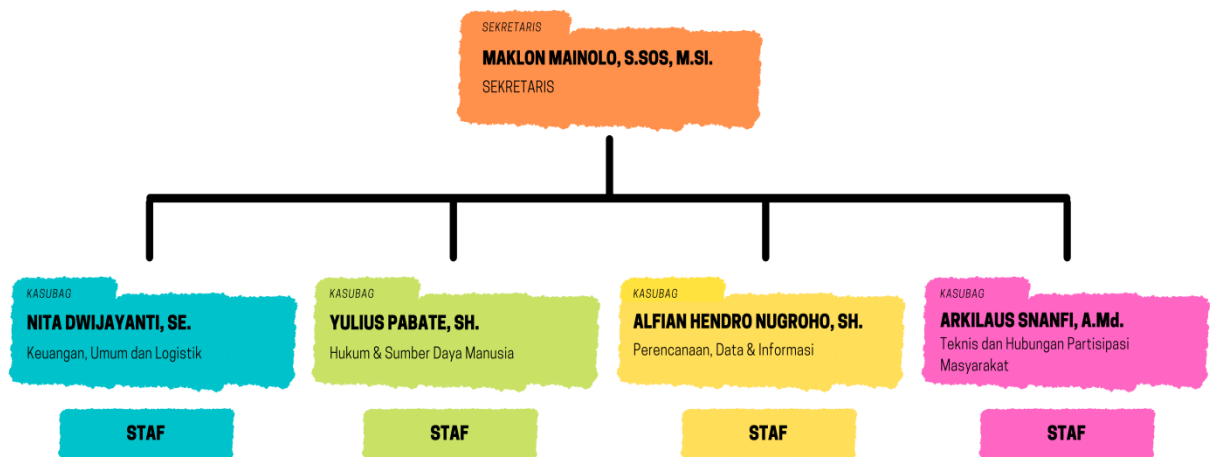 SEKRETARIS
MAKLON MAINOLO, S.SOS, M.SI.
SEKRETARIS
KASUBAG
NITA DWIJAYANTI, SE.
Keuangan, Umum dan Logistik
KASUBAG
YULIUS PABATE, SH.
Hukum & Sumber Daya Manusia
KASUBAG
ALFIAN HENDRO NUGROHO, SH.
Perencanaan, Data & Informasi
KASUBAG
ARKILAUS SNANFI, A.Md.
Teknis dan Hubungan Partisipasi
Masyarakat
STAF
STAF
STAF
STAF